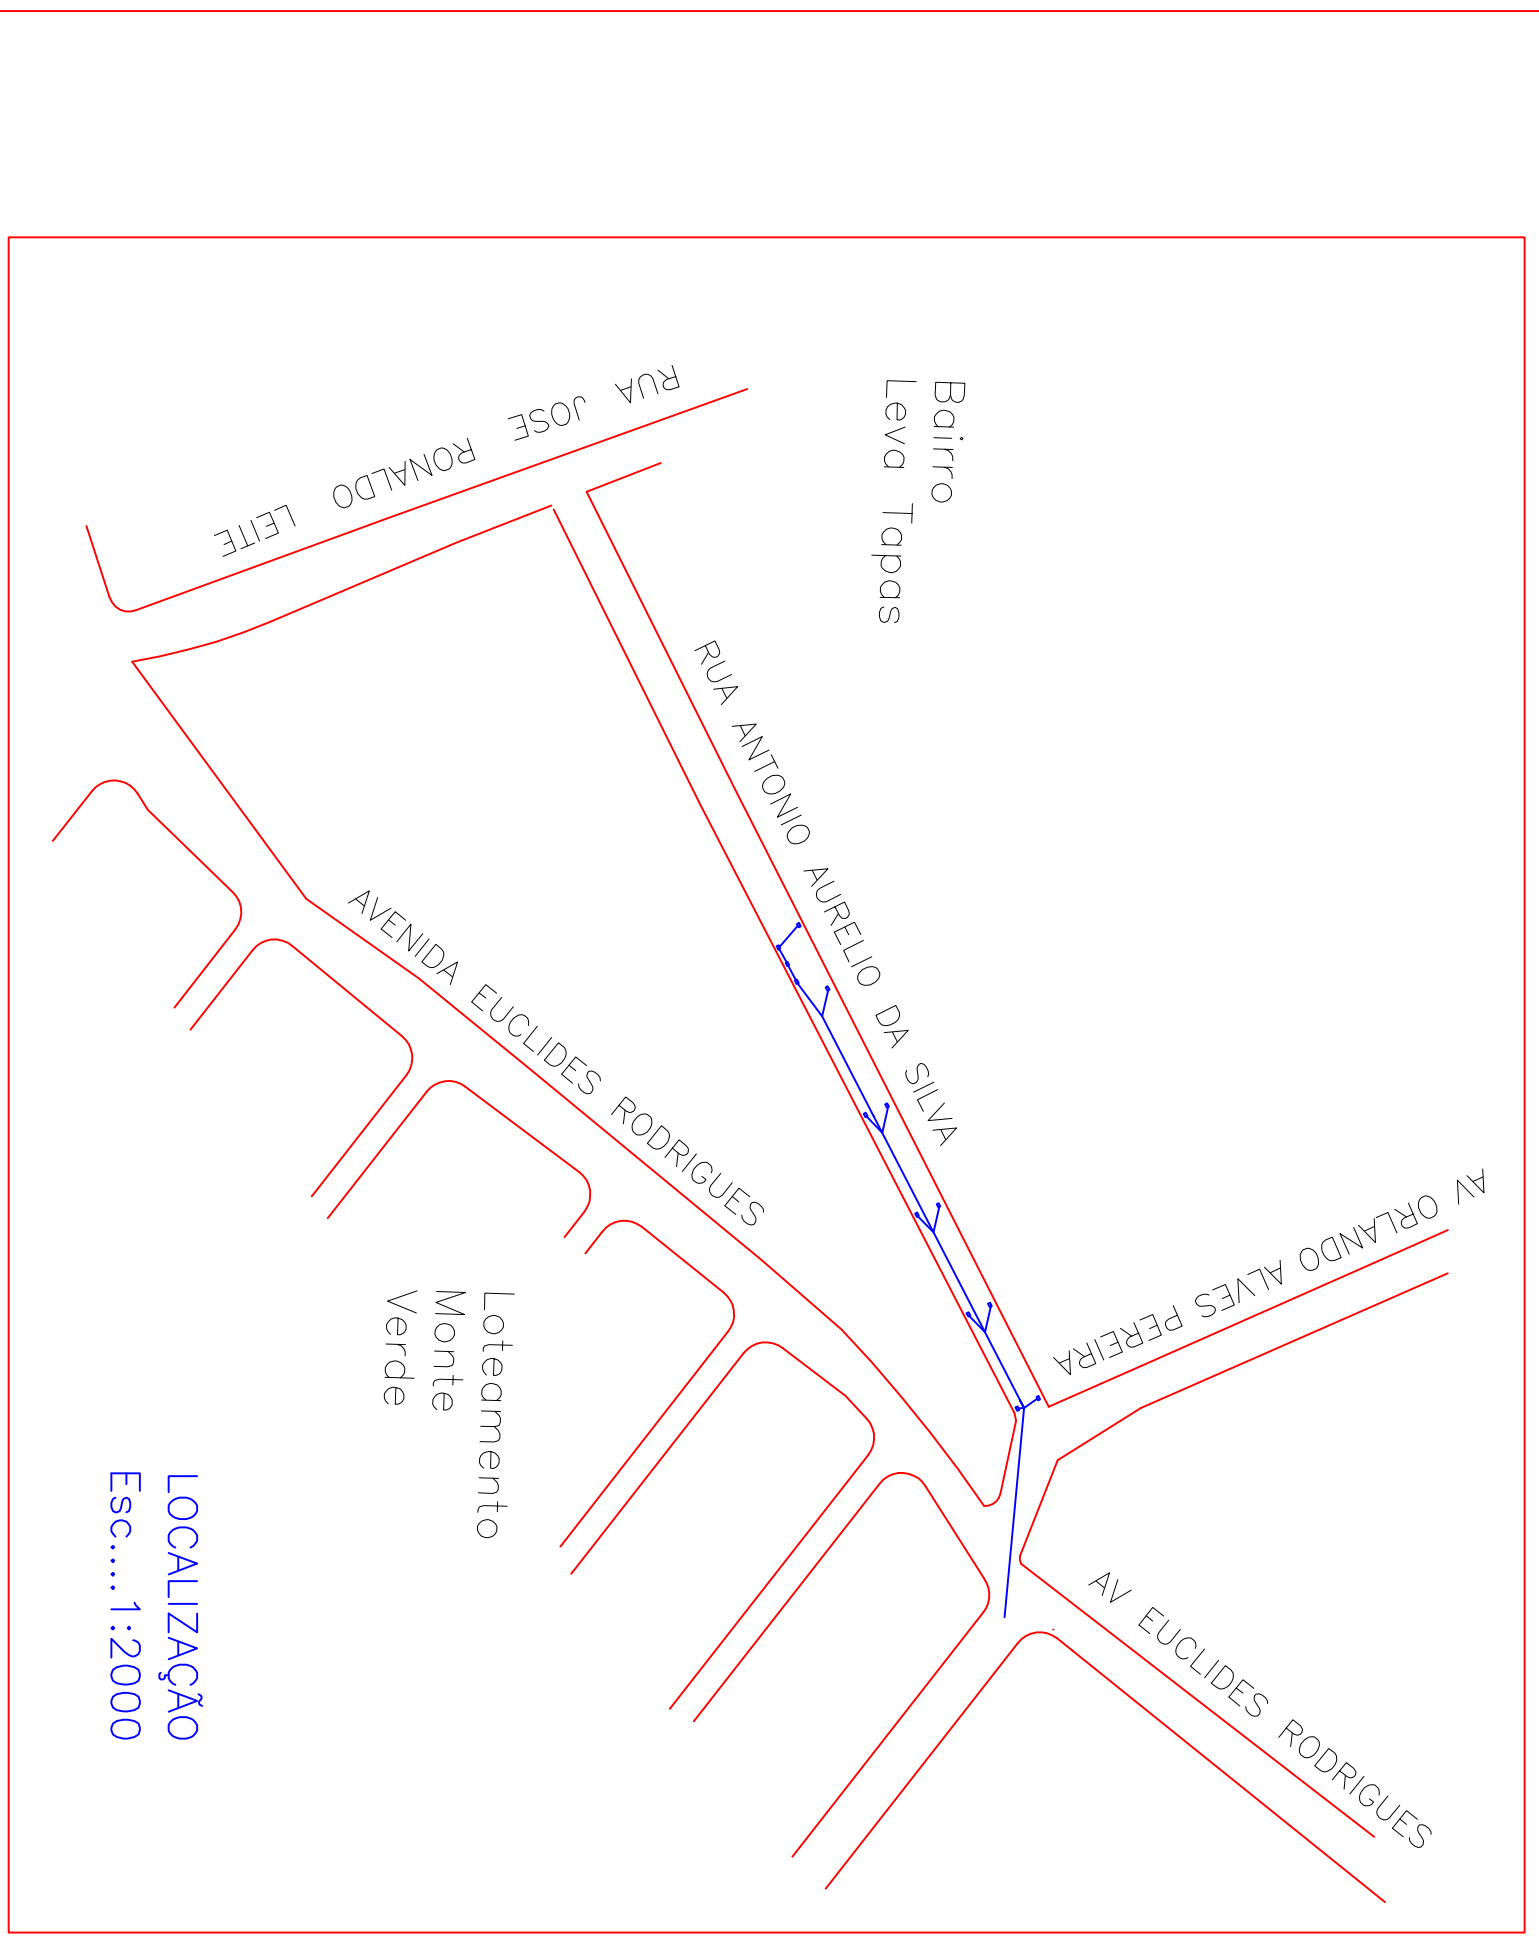 Bairro
Leva Tapas
RUA JOSE RONALDO LEITE
RUA ANTONIO AURELIO DA SILVA
AV ORLANDO ALVES PEREIRA
AVENIDA EUCLIDES RODRIGUES
AV EUCLIDES RODRIGUES
Loteamento
Monte
Verde
LOCALIZAÇÃO
Esc....1:2000